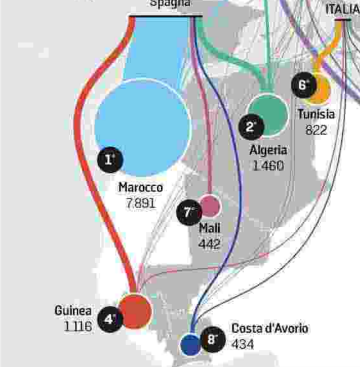 Spagna
ITALIA
6°
Tunisia
822
2°
Algeria
1.460
1°
Marocco
7.891
7°
Mali
442
Guinea
1.116
4°
Costa d'Avorio
434
8°